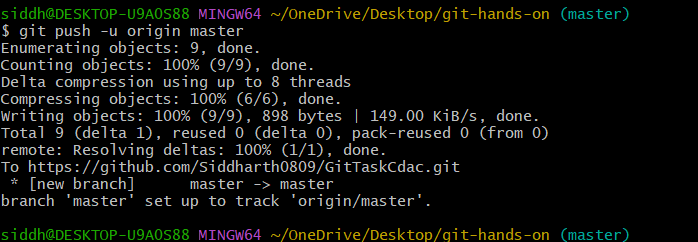 siddh@DESKTOP-U9A0S88 MINGW64 ~/OneDrive/Desktop/git-hands-on (master)
$ git push -u origin master
Enumerating objects: 9, done.
Counting objects: 100% (9/9), done.
Delta compression using up to 8 threads
Compressing objects: 100% (6/6), done.
Writing objects: 100% (9/9), 898 bytes | 149.00 KiB/s, done.
Total 9 (delta 1), reused 0 (delta 0), pack-reused 0 (from 0)
remote: Resolving deltas: 100% (1/1), done.
To https://github.com/Siddharth0809/GitTaskCdac.git
 * [new branch]      master -> master
branch 'master' set up to track 'origin/master'.
siddh@DESKTOP-U9A0S88 MINGW64 ~/OneDrive/Desktop/git-hands-on (master)